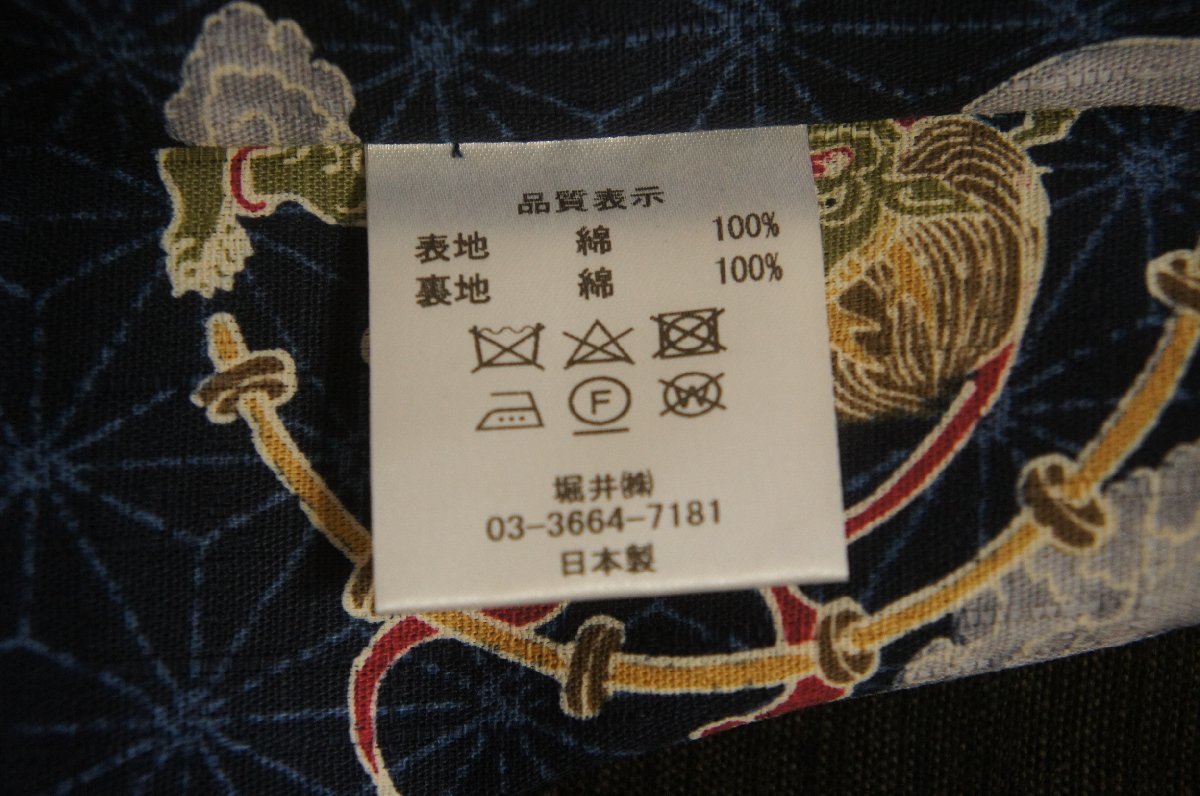 品質表示
表地 綿 100%
裏地 綿 100%
F W
堀井㈱
03-3664-7181
日本製